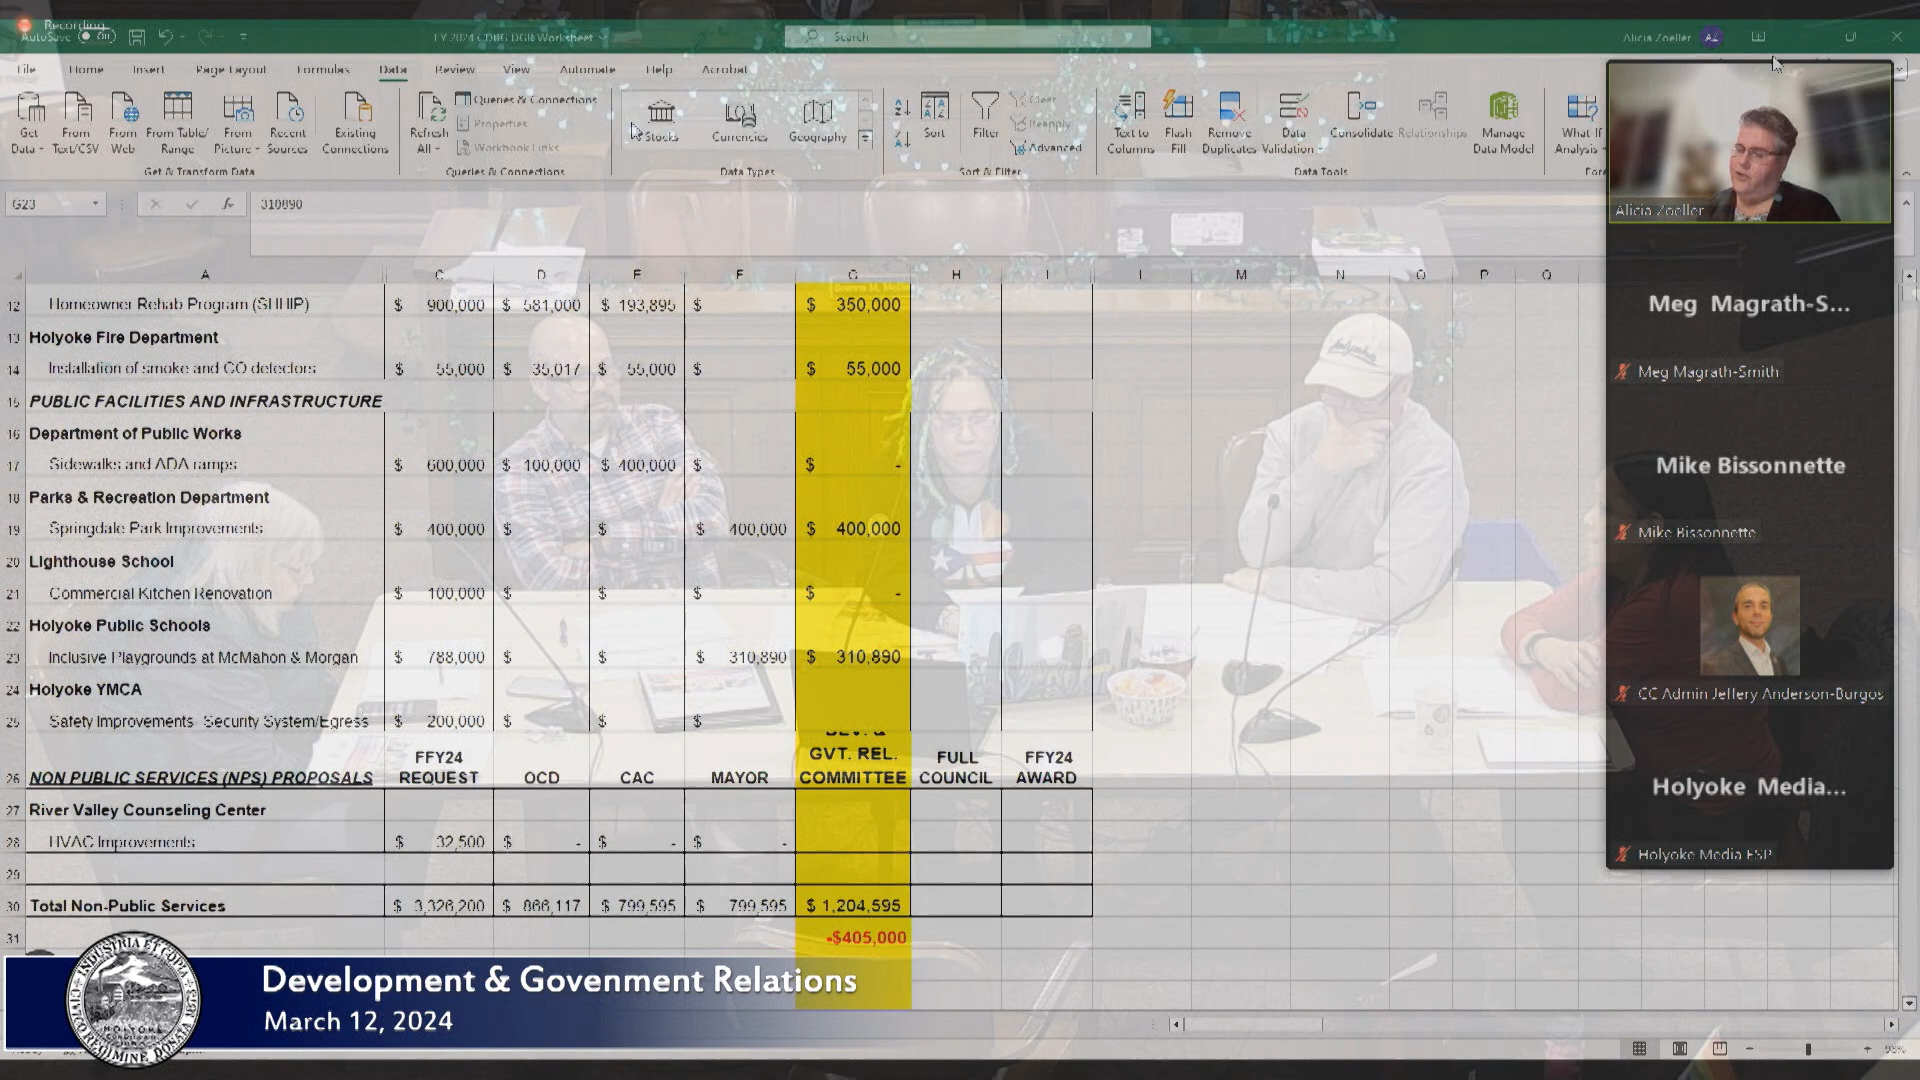 Recording
AutoSave On FY 2024 CDBG DGR Worksheet Search Alicia Zoeller AZ
File Home Insert Page Layout Formulas Data Review View Automate Help Acrobat
Queries & Connections
Properties
Workbook Links
Get Data From Text/CSV From Web From Table/ Range From Picture Recent Sources Existing Connections Refresh All
Stocks Currencies Geography
Sort Filter Clear Reapply Advanced
Text to Columns Flash Fill Remove Duplicates Data Validation Consolidate Relationships Manage Data Model What If Analysis
Get & Transform Data Queries & Connections Data Types Sort & Filter Data Tools Fore
G23 fx 310890
A C D E F G H I L M N O P Q
12 Homeowner Rehab Program (SHHIP) $ 900,000 $ 581,000 $ 193,895 $ $ 350,000
13 Holyoke Fire Department
14 Installation of smoke and CO detectors $ 55,000 $ 35,017 $ 55,000 $ $ 55,000
15 PUBLIC FACILITIES AND INFRASTRUCTURE
16 Department of Public Works
17 Sidewalks and ADA ramps $ 600,000 $ 100,000 $ 400,000 $ $ -
18 Parks & Recreation Department
19 Springdale Park Improvements $ 400,000 $ $ $ 400,000 $ 400,000
20 Lighthouse School
21 Commercial Kitchen Renovation $ 100,000 $ $ $ $ -
22 Holyoke Public Schools
23 Inclusive Playgrounds at McMahon & Morgan $ 788,000 $ $ $ 310,890 $ 310,890
24 Holyoke YMCA
25 Safety Improvements- Security System/Egress $ 200,000 $ $ $
26 NON PUBLIC SERVICES (NPS) PROPOSALS FFY24 REQUEST OCD CAC MAYOR DEV. & GVT. REL. COMMITTEE FULL COUNCIL FFY24 AWARD
27 River Valley Counseling Center
28 HVAC Improvements $ 32,500 $ - $ - $ -
29
30 Total Non-Public Services $ 3,326,200 $ 866,117 $ 799,595 $ 799,595 $ 1,204,595
31 -$405,000
Alicia Zoeller
Meg Magrath-S...
Meg Magrath-Smith
Mike Bissonnette
Mike Bissonnette
CC Admin Jeffery Anderson-Burgos
Holyoke Media...
Holyoke Media ESP
Development & Govenment Relations
March 12, 2024
98%